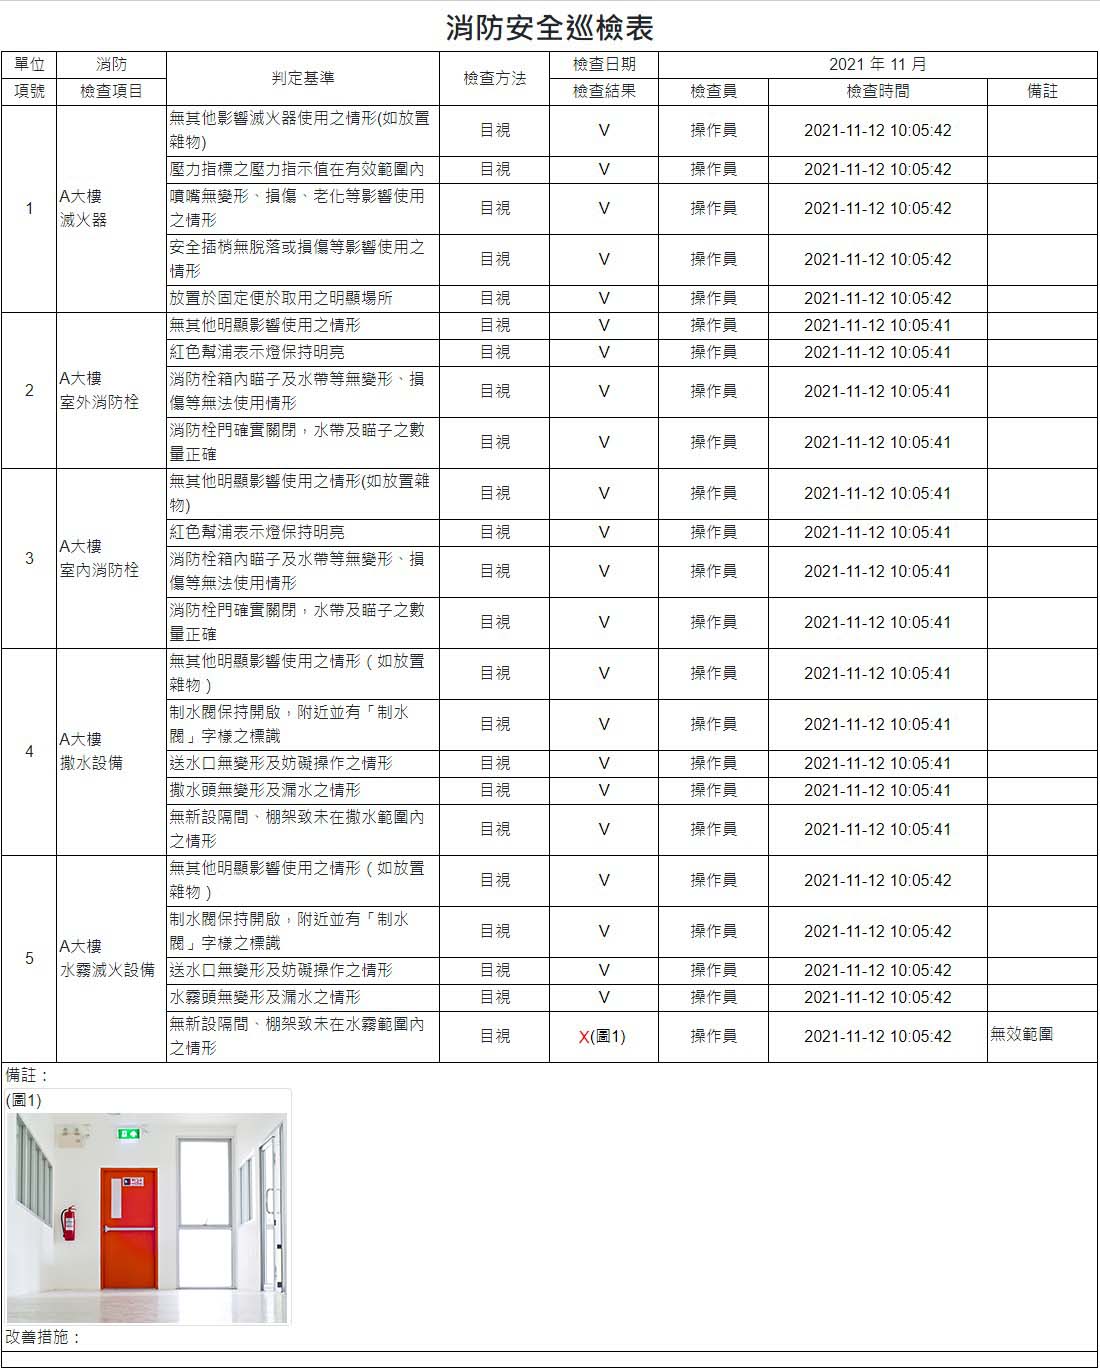 消防安全巡檢表
單位 消防 判定基準 檢查方法 檢查日期 2021 年 11 月
項號 檢查項目 檢查結果 檢查員 檢查時間 備註
1 A大樓 滅火器
無其他影響滅火器使用之情形(如放置
雜物) 目視 V 操作員 2021-11-12 10:05:42
壓力指標之壓力指示值在有效範圍內 目視 V 操作員 2021-11-12 10:05:42
噴嘴無變形、損傷、老化等影響使用
之情形 目視 V 操作員 2021-11-12 10:05:42
安全插梢無脫落或損傷等影響使用之
情形 目視 V 操作員 2021-11-12 10:05:42
放置於固定便於取用之明顯場所 目視 V 操作員 2021-11-12 10:05:42
2 A大樓 室外消防栓
無其他明顯影響使用之情形 目視 V 操作員 2021-11-12 10:05:41
紅色幫浦表示燈保持明亮 目視 V 操作員 2021-11-12 10:05:41
消防栓箱內瞄子及水帶等無變形、損
傷等無法使用情形 目視 V 操作員 2021-11-12 10:05:41
消防栓門確實關閉，水帶及瞄子之數
量正確 目視 V 操作員 2021-11-12 10:05:41
3 A大樓 室內消防栓
無其他明顯影響使用之情形(如放置雜
物) 目視 V 操作員 2021-11-12 10:05:41
紅色幫浦表示燈保持明亮 目視 V 操作員 2021-11-12 10:05:41
消防栓箱內瞄子及水帶等無變形、損
傷等無法使用情形 目視 V 操作員 2021-11-12 10:05:41
消防栓門確實關閉，水帶及瞄子之數
量正確 目視 V 操作員 2021-11-12 10:05:41
4 A大樓 撒水設備
無其他明顯影響使用之情形（如放置
雜物） 目視 V 操作員 2021-11-12 10:05:41
制水閥保持開啟，附近並有「制水
閥」字樣之標識 目視 V 操作員 2021-11-12 10:05:41
送水口無變形及妨礙操作之情形 目視 V 操作員 2021-11-12 10:05:41
撒水頭無變形及漏水之情形 目視 V 操作員 2021-11-12 10:05:41
無新設隔間、棚架致未在撒水範圍內
之情形 目視 V 操作員 2021-11-12 10:05:41
5 A大樓 水霧滅火設備
無其他明顯影響使用之情形（如放置
雜物） 目視 V 操作員 2021-11-12 10:05:42
制水閥保持開啟，附近並有「制水
閥」字樣之標識 目視 V 操作員 2021-11-12 10:05:42
送水口無變形及妨礙操作之情形 目視 V 操作員 2021-11-12 10:05:42
水霧頭無變形及漏水之情形 目視 V 操作員 2021-11-12 10:05:42
無新設隔間、棚架致未在水霧範圍內
之情形 目視 X(圖1) 操作員 2021-11-12 10:05:42 無效範圍
備註：
(圖1)
改善措施：